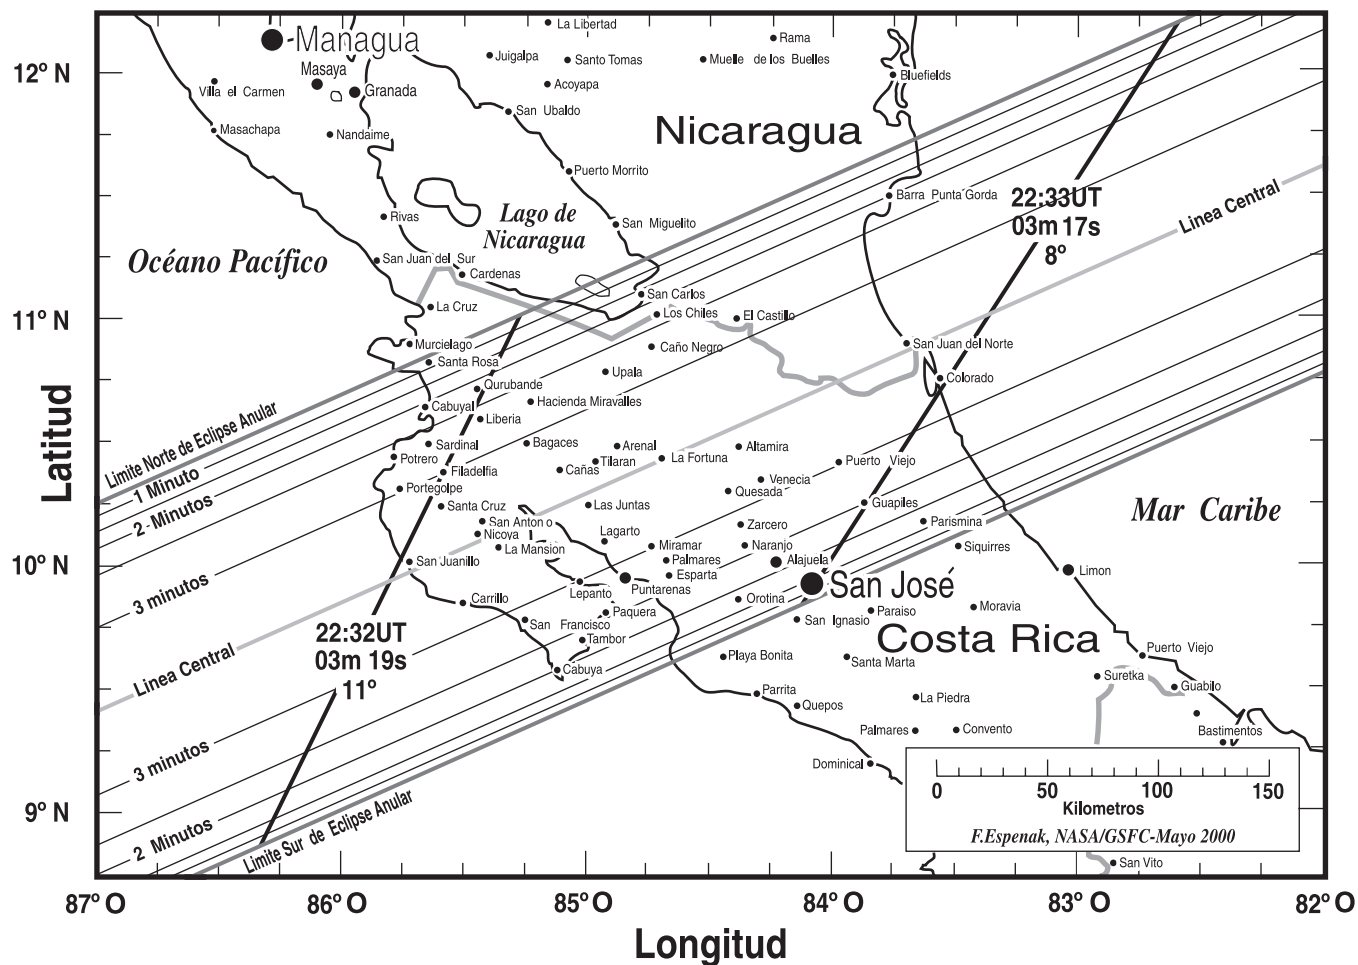 La Libertad
Managua
Rama
Juigalpa
Santo Tomas
Muelle de los Buelles
12° N
Masaya
Bluefields
Villa el Carmen
Granada
Acoyapa
San Ubaldo
Masachapa
Nandaime
Nicaragua
Puerto Morrito
Barra Punta Gorda
22:33UT
03m 17s
8°
Linea Central
Rivas
Lago de
Nicaragua
San Miguelito
Océano Pacífico
San Juan del Sur
Cardenas
San Carlos
La Cruz
Los Chiles
El Castillo
11° N
Murcielago
Caño Negro
San Juan del Norte
Santa Rosa
Upala
Colorado
Qurubande
Hacienda Miravalles
Cabuyal
Liberia
Limite Norte de Eclipse Anular
Sardinal
Bagaces
Arenal
Altamira
Potrero
Tilaran
La Fortuna
Puerto Viejo
Filadelfia
Cañas
Venecia
1 Minuto
Portegolpe
Quesada
Latitud
Santa Cruz
Las Juntas
Guapiles
Mar Caribe
2 Minutos
San Antonio
Zarcero
Parismina
Nicoya
Lagarto
La Mansion
Miramar
Naranjo
Siquirres
10° N
San Juanillo
Palmares
Alajuela
Limon
3 minutos
Esparta
San José
Lepanto
Puntarenas
Carrillo
Orotina
Paquera
Paraiso
Moravia
San Francisco
San Ignasio
22:32UT
03m 19s
11°
Tambor
Costa Rica
Linea Central
Playa Bonita
Santa Marta
Puerto Viejo
Cabuya
Suretka
Guabilo
Parrita
Quepos
La Piedra
Palmares
Convento
Bastimentos
3 minutos
Dominical
0 50 100 150
Kilometros
9° N
2 Minutos
Limite Sur de Eclipse Anular
F.Espenak, NASA/GSFC-Mayo 2000
San Vito
87° O 86° O 85° O 84° O 83° O 82° O
Longitud